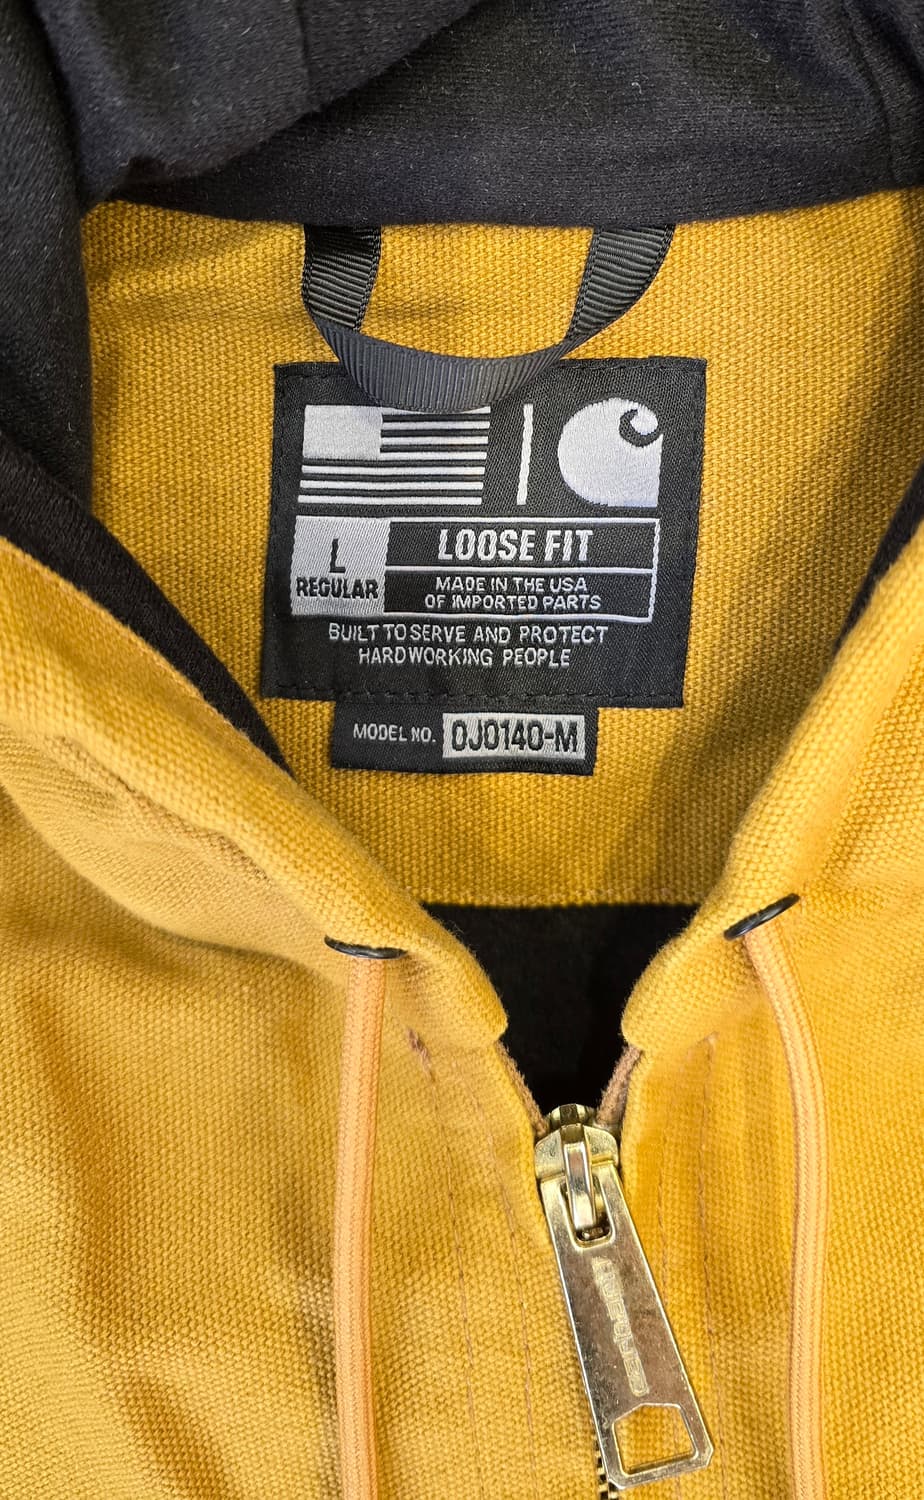 L
REGULAR
LOOSE FIT
MADE IN THE USA
OF IMPORTED PARTS
BUILT TO SERVE AND PROTECT
HARDWORKING PEOPLE
MODEL NO. OJ0140-M
carhartt